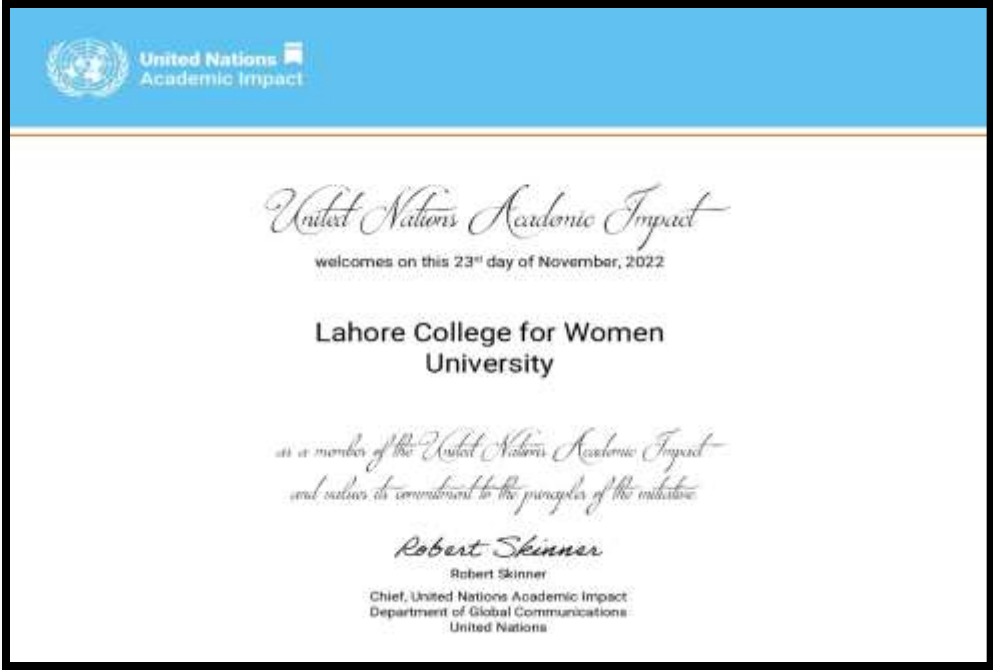 United Nations
Academic Impact
United Nations Academic Impact
welcomes on this 23st day of November, 2022
Lahore College for Women
University
as a member of the United Nations Academic Impact
and values its commitment to the principles of the initiative.
Robert Skinner
Robert Skinner
Chief, United Nations Academic Impact
Department of Global Communications
United Nations